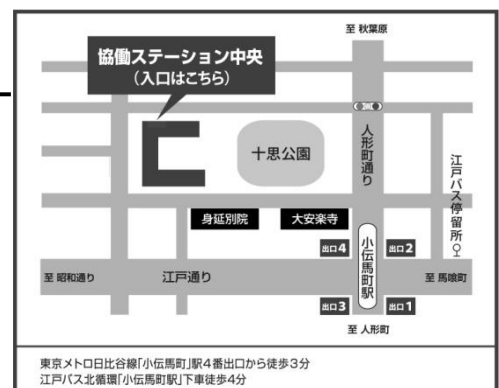 至 秋葉原
協働ステーション中央
(入口はこちら)
人形町通り
十思公園
江戸バス停留所
身延別院
大安楽寺
出口4
小伝馬町駅
出口2
至 昭和通り
江戸通り
至 馬喰町
出口3
出口1
至 人形町
東京メトロ日比谷線「小伝馬町」駅4番出口から徒歩3分
江戸バス北循環「小伝馬町駅」下車徒歩4分